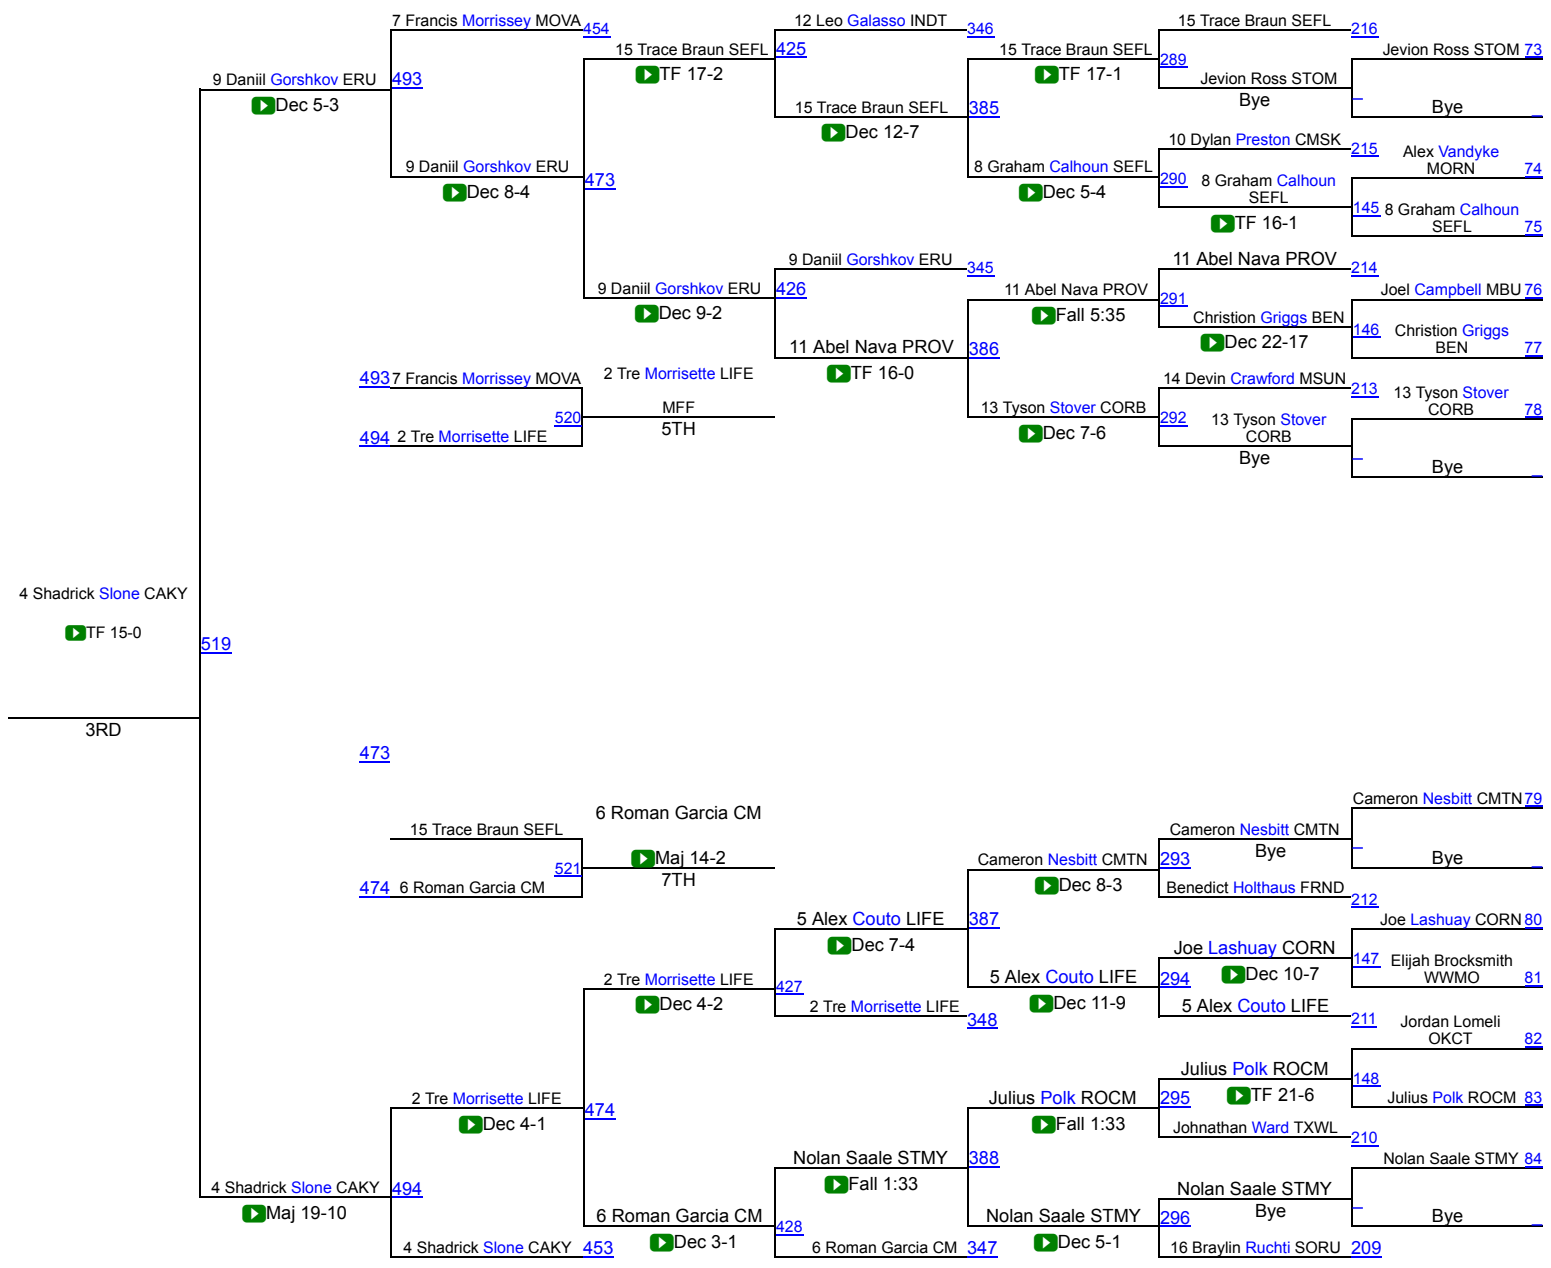 7 Francis Morrissey MOVA
454
12 Leo Galasso INDT
346
15 Trace Braun SEFL
216
15 Trace Braun SEFL
425
TF 17-2
15 Trace Braun SEFL
TF 17-1
289
Jevion Ross STOM
73
9 Daniil Gorshkov ERU
493
Dec 5-3
Jevion Ross STOM
Bye
Bye
15 Trace Braun SEFL
385
Dec 12-7
10 Dylan Preston CMSK
215
Alex Vandyke
MORN
74
9 Daniil Gorshkov ERU
473
Dec 8-4
8 Graham Calhoun SEFL
Dec 5-4
290
8 Graham Calhoun
SEFL
TF 16-1
145
8 Graham Calhoun
SEFL
75
9 Daniil Gorshkov ERU
345
11 Abel Nava PROV
214
9 Daniil Gorshkov ERU
426
Dec 9-2
11 Abel Nava PROV
Fall 5:35
291
Joel Campbell MBU
76
Christion Griggs BEN
Dec 22-17
146
Christion Griggs
BEN
77
11 Abel Nava PROV
386
TF 16-0
493
7 Francis Morrissey MOVA
2 Tre Morrisette LIFE
14 Devin Crawford MSUN
213
13 Tyson Stover
CORB
78
MFF
520
5TH
13 Tyson Stover CORB
Dec 7-6
292
13 Tyson Stover
CORB
Bye
494
2 Tre Morrisette LIFE
Bye
4 Shadrick Slone CAKY
TF 15-0
519
3RD
473
Cameron Nesbitt CMTN
79
6 Roman Garcia CM
15 Trace Braun SEFL
Cameron Nesbitt CMTN
Bye
Maj 14-2
521
7TH
Cameron Nesbitt CMTN
Dec 8-3
293
Bye
474
6 Roman Garcia CM
Benedict Holthaus FRND
212
5 Alex Couto LIFE
387
Dec 7-4
Joe Lashuay CORN
80
Joe Lashuay CORN
Dec 10-7
147
Elijah Brocksmith
WWMO
81
2 Tre Morrisette LIFE
427
Dec 4-2
5 Alex Couto LIFE
Dec 11-9
294
2 Tre Morrisette LIFE
348
5 Alex Couto LIFE
211
Jordan Lomeli
OKCT
82
Julius Polk ROCM
TF 21-6
148
2 Tre Morrisette LIFE
474
Dec 4-1
Julius Polk ROCM
Fall 1:33
295
Julius Polk ROCM
83
Johnathan Ward TXWL
210
Nolan Saale STMY
388
Fall 1:33
Nolan Saale STMY
84
4 Shadrick Slone CAKY
494
Maj 19-10
Nolan Saale STMY
Bye
6 Roman Garcia CM
428
Dec 3-1
Nolan Saale STMY
Dec 5-1
296
Bye
4 Shadrick Slone CAKY
453
6 Roman Garcia CM
347
16 Braylin Ruchti SORU
209